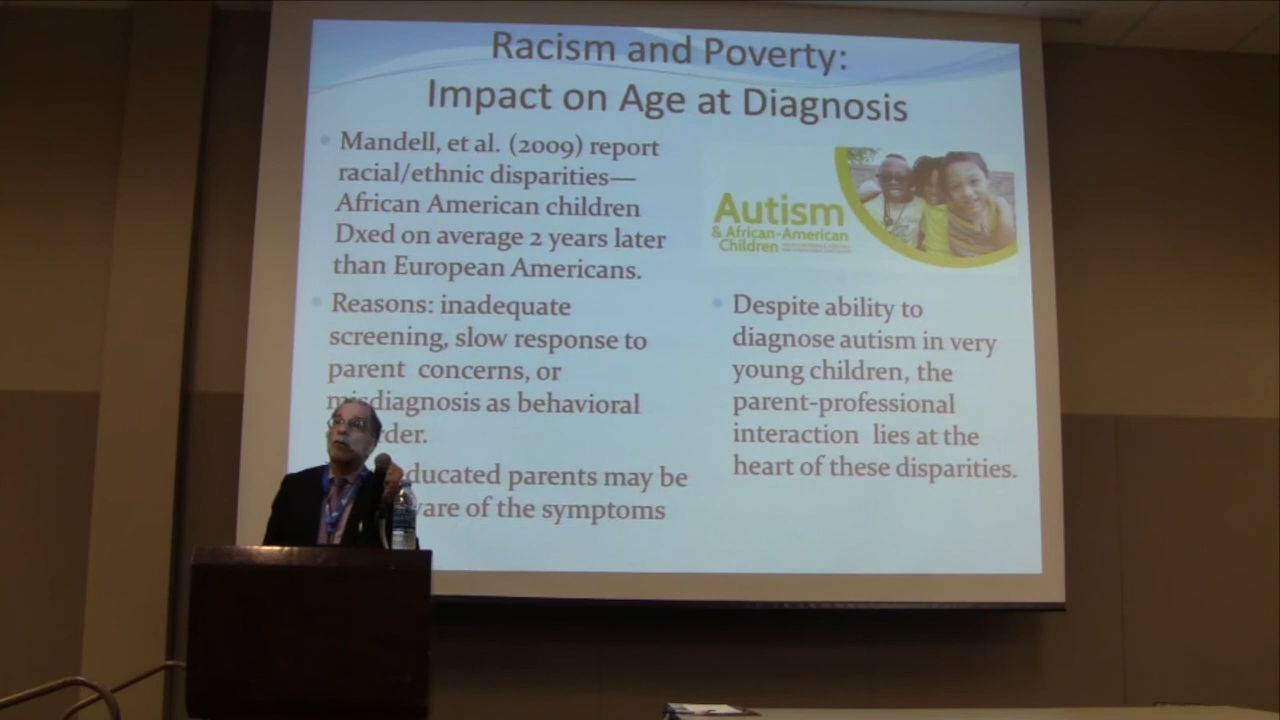 Racism and Poverty:
Impact on Age at Diagnosis
Mandell, et al. (2009) report
racial/ethnic disparities—
African American children
Dxed on average 2 years later
than European Americans.
Reasons: inadequate
screening, slow response to
parent concerns, or
misdiagnosis as behavioral
rder.
ducated parents may be
of the symptoms
Autism
& African-American
Children
Despite ability to
diagnose autism in very
young children, the
parent-professional
interaction lies at the
heart of these disparities.